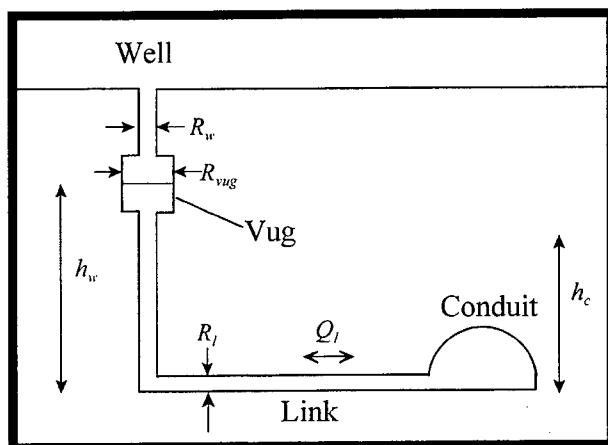 Well
R_w
R_vug
Vug
h_w
h_c
Conduit
R_l
Q_l
Link